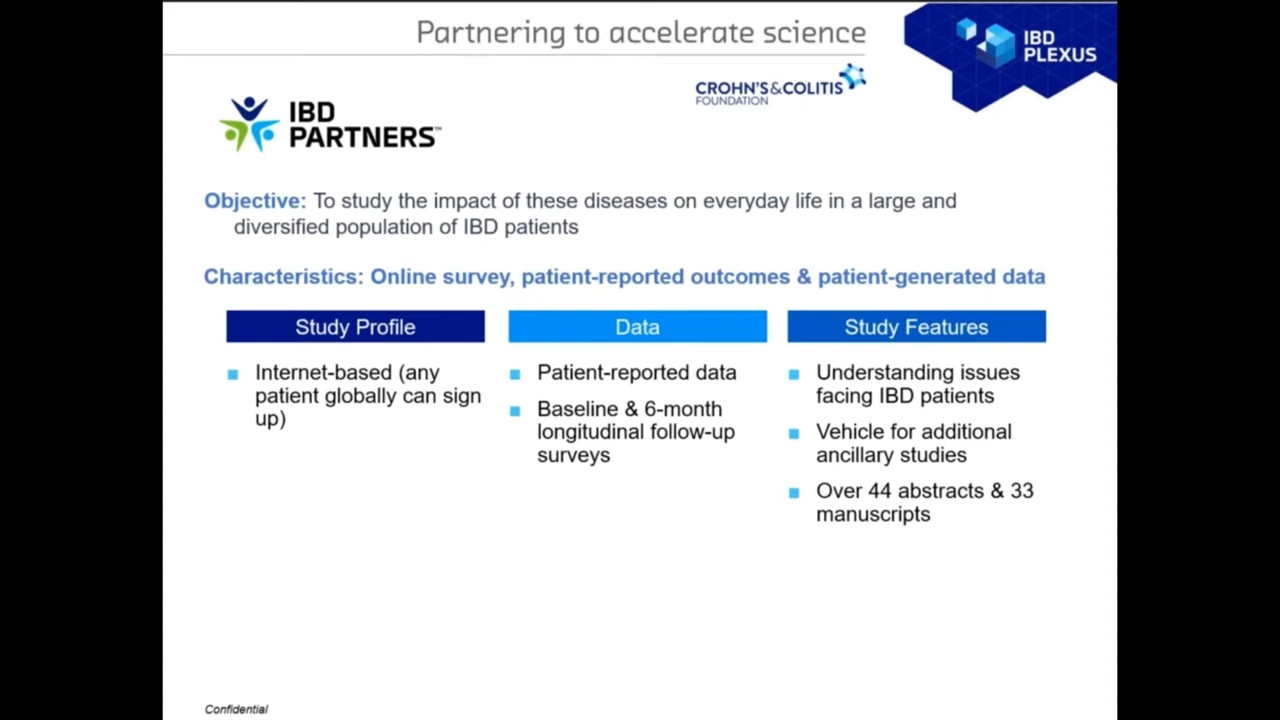 Partnering to accelerate science
IBD
PLEXUS
CROHN'S&COLITIS
FOUNDATION
IBD
PARTNERS™
Objective: To study the impact of these diseases on everyday life in a large and
diversified population of IBD patients
Characteristics: Online survey, patient-reported outcomes & patient-generated data
Study Profile
Internet-based (any
patient globally can sign
up)
Data
Patient-reported data
Baseline & 6-month
longitudinal follow-up
surveys
Study Features
Understanding issues
facing IBD patients
Vehicle for additional
ancillary studies
Over 44 abstracts & 33
manuscripts
Confidential